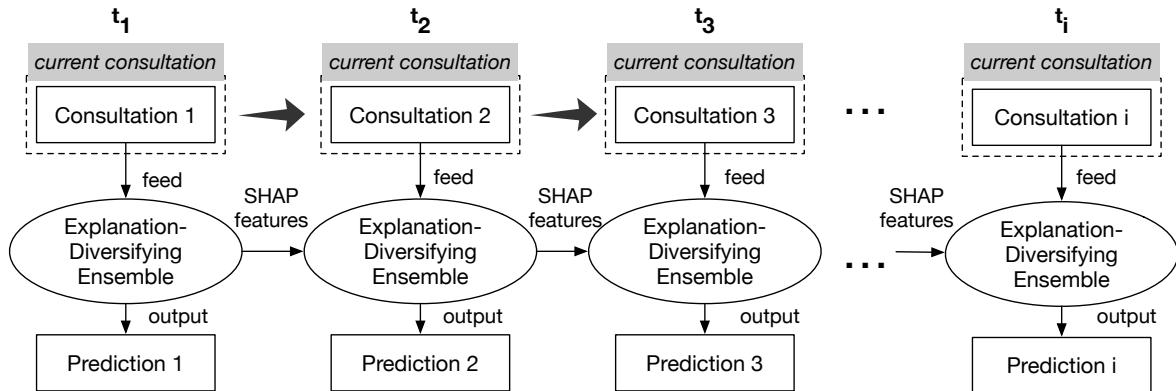 t1
t2
t3
ti
current consultation
current consultation
current consultation
current consultation
Consultation 1
Consultation 2
Consultation 3
...
Consultation i
feed
feed
feed
feed
SHAP
features
SHAP
features
SHAP
features
Explanation-
Diversifying
Ensemble
Explanation-
Diversifying
Ensemble
Explanation-
Diversifying
Ensemble
...
Explanation-
Diversifying
Ensemble
output
output
output
output
Prediction 1
Prediction 2
Prediction 3
Prediction i